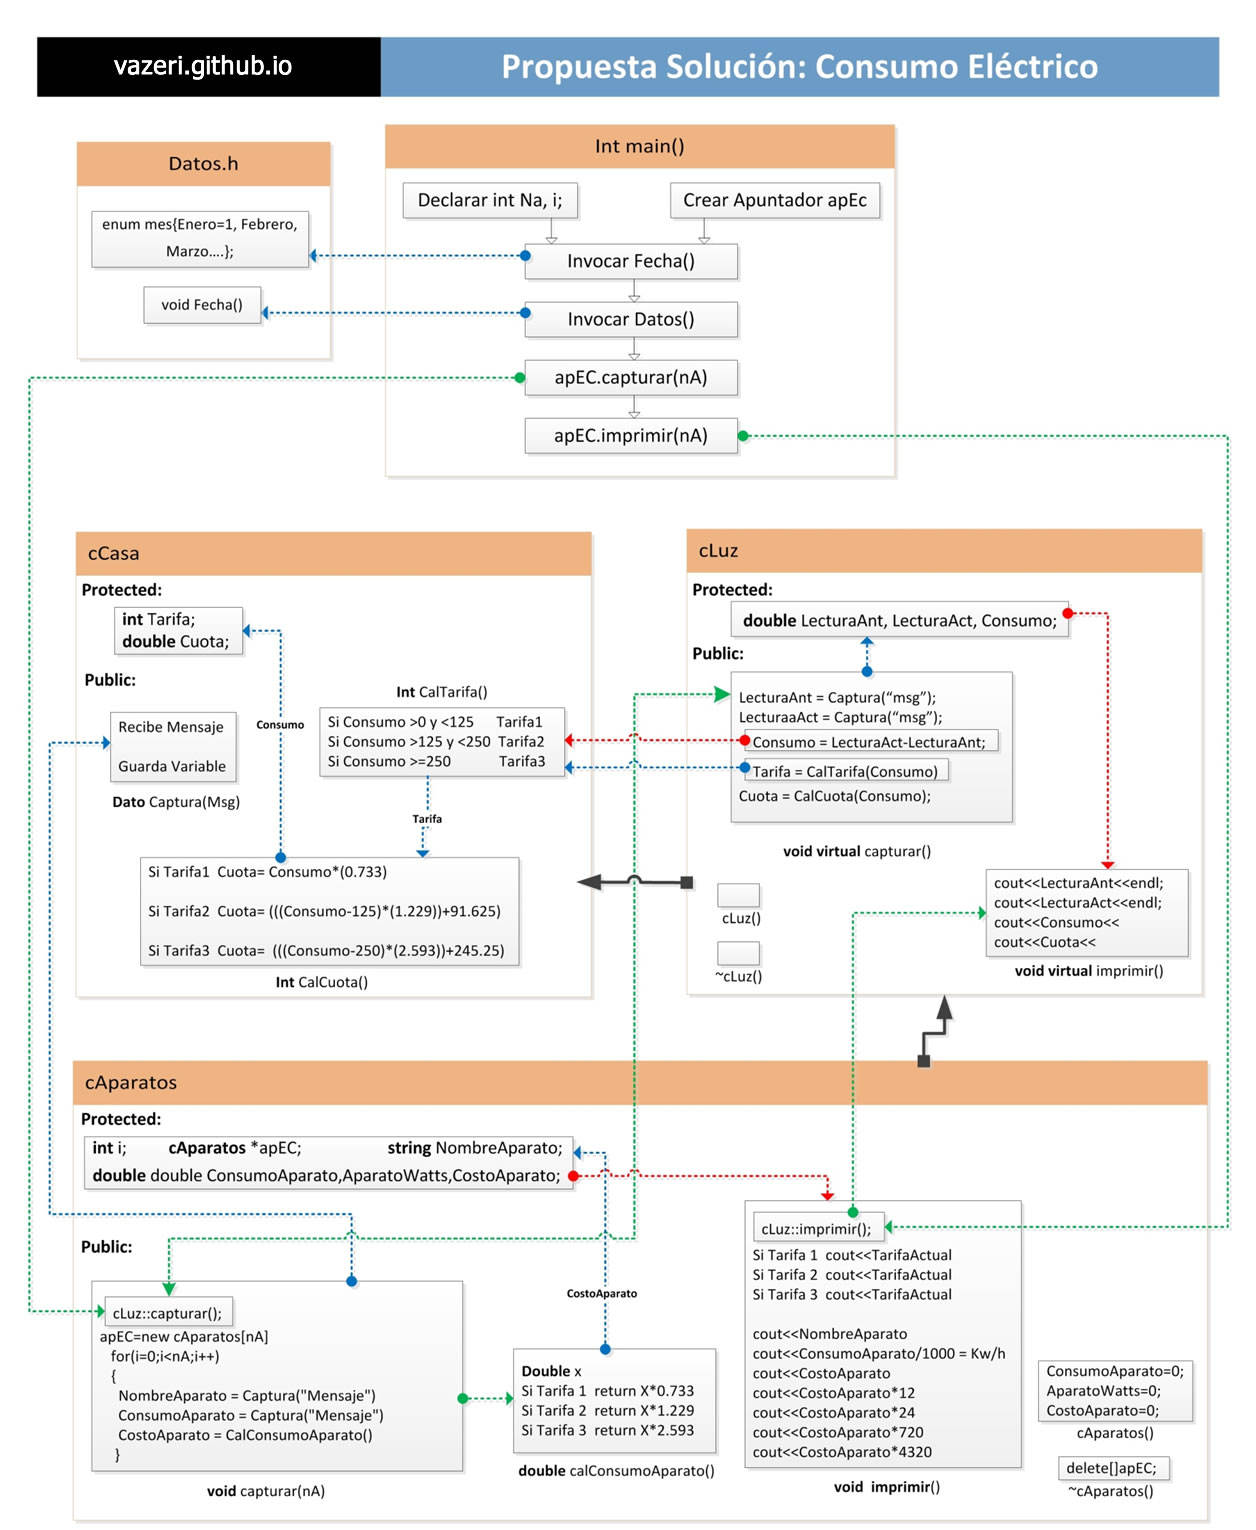 vazeri.github.io
Propuesta Solución: Consumo Eléctrico
Datos.h
enum mes{Enero=1, Febrero,
Marzo....};
void Fecha()
Int main()
Declarar int Na, i;
Crear Apuntador apEc
Invocar Fecha()
Invocar Datos()
apEC.capturar(nA)
apEC.imprimir(nA)
cCasa
Protected:
int Tarifa;
double Cuota;
Public:
Recibe Mensaje
Guarda Variable
Dato Captura(Msg)
Consumo
Int CalTarifa()
Si Consumo >0 y <125 Tarifa1
Si Consumo >125 y <250 Tarifa2
Si Consumo >=250 Tarifa3
Tarifa
Si Tarifa1 Cuota= Consumo*(0.733)
Si Tarifa2 Cuota= (((Consumo-125)*(1.229))+91.625)
Si Tarifa3 Cuota= (((Consumo-250)*(2.593))+245.25)
Int CalCuota()
cLuz
Protected:
double LecturaAnt, LecturaAct, Consumo;
Public:
LecturaAnt = Captura(“msg”);
LecturaaAct = Captura(“msg”);
Consumo = LecturaAct-LecturaAnt;
Tarifa = CalTarifa(Consumo)
Cuota = CalCuota(Consumo);
void virtual capturar()
cLuz()
~cLuz()
cout<<LecturaAnt<<endl;
cout<<LecturaAct<<endl;
cout<<Consumo<<
cout<<Cuota<<
void virtual imprimir()
cAparatos
Protected:
int i; cAparatos *apEC; string NombreAparato;
double double ConsumoAparato,AparatoWatts,CostoAparato;
Public:
cLuz::capturar();
apEC=new cAparatos[nA]
for(i=0;i<nA;i++)
{
NombreAparato = Captura("Mensaje")
ConsumoAparato = Captura("Mensaje")
CostoAparato = CalConsumoAparato()
}
void capturar(nA)
CostoAparato
Double x
Si Tarifa 1 return X*0.733
Si Tarifa 2 return X*1.229
Si Tarifa 3 return X*2.593
double calConsumoAparato()
cLuz::imprimir();
Si Tarifa 1 cout<<TarifaActual
Si Tarifa 2 cout<<TarifaActual
Si Tarifa 3 cout<<TarifaActual
cout<<NombreAparato
cout<<ConsumoAparato/1000 = Kw/h
cout<<CostoAparato
cout<<CostoAparato*12
cout<<CostoAparato*24
cout<<CostoAparato*720
cout<<CostoAparato*4320
void imprimir()
ConsumoAparato=0;
AparatoWatts=0;
CostoAparato=0;
cAparatos()
delete[]apEC;
~cAparatos()